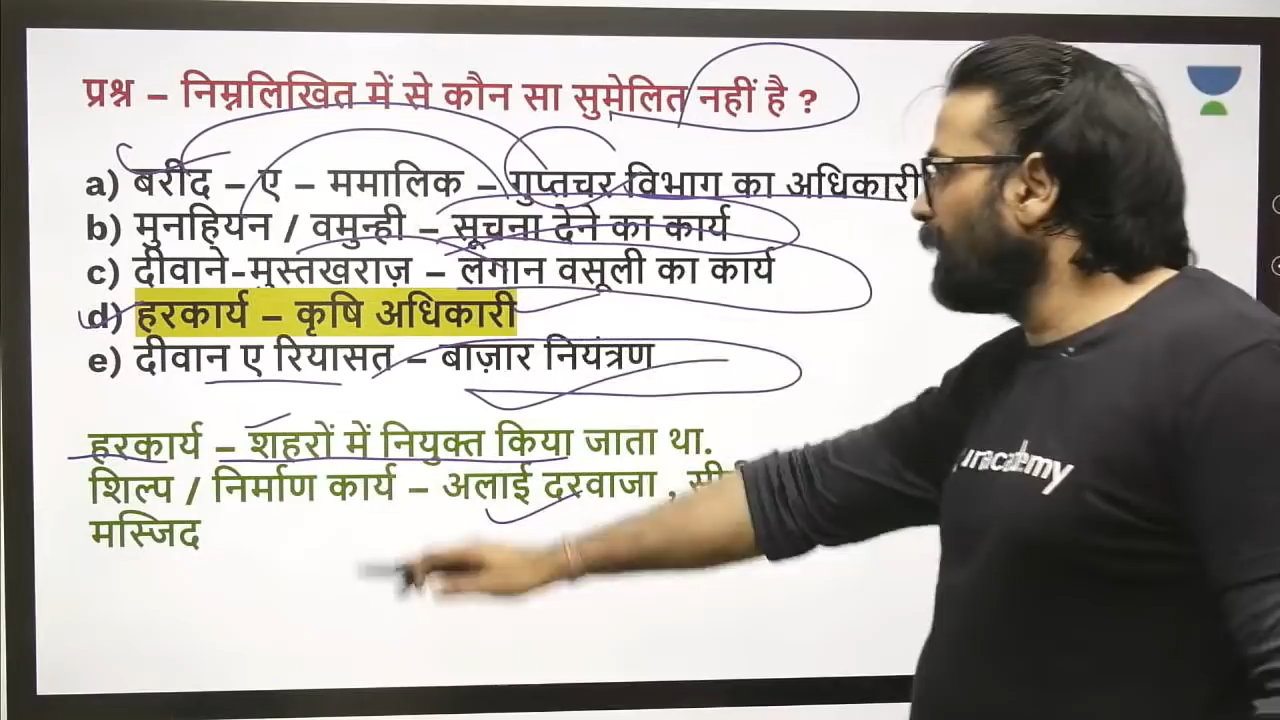 प्रश्न – निम्नलिखित में से कौन सा सुमेलित नहीं है ?
a) बरीद – ए – ममालिक – गुप्तचर विभाग का अधिकारी
b) मुनहियन / वमुन्ही – सूचना देने का कार्य
c) दीवाने-मुस्तखराज़ – लगान वसूली का कार्य
d) हरकार्य – कृषि अधिकारी
e) दीवान ए रियासत – बाज़ार नियंत्रण
हरकार्य – शहरों में नियुक्त किया जाता था.
शिल्प / निर्माण कार्य – अलाई दरवाजा ,
मस्जिद
unacademy